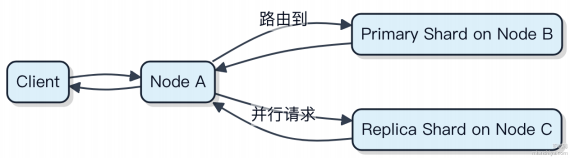 路由到
Primary Shard on Node B
Client
Node A
并行请求
Replica Shard on Node C